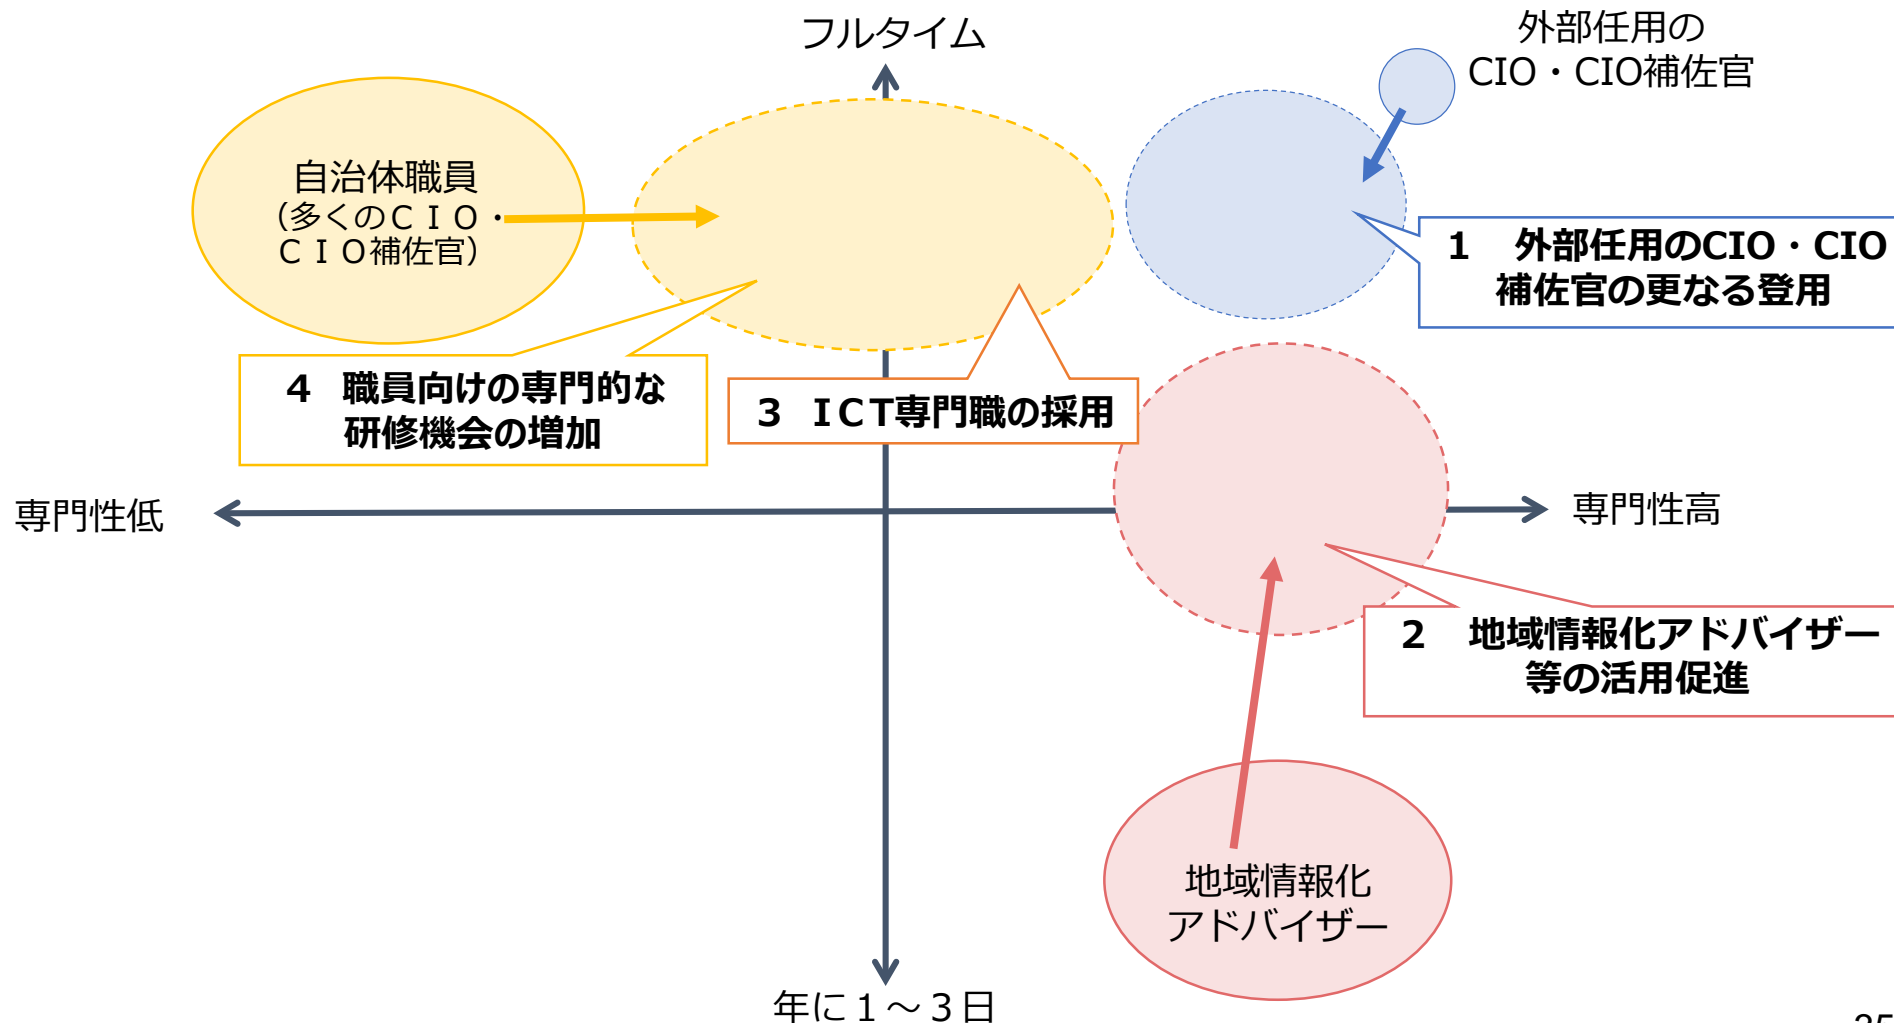 フルタイム
外部任用の
CIO・CIO補佐官
自治体職員
（多くのＣＩＯ・
ＣＩＯ補佐官）
1　外部任用のCIO・CIO
補佐官の更なる登用
4　職員向けの専門的な
研修機会の増加
3　ＩＣＴ専門職の採用
専門性低
専門性高
2　地域情報化アドバイザー
等の活用促進
地域情報化
アドバイザー
年に１～３日